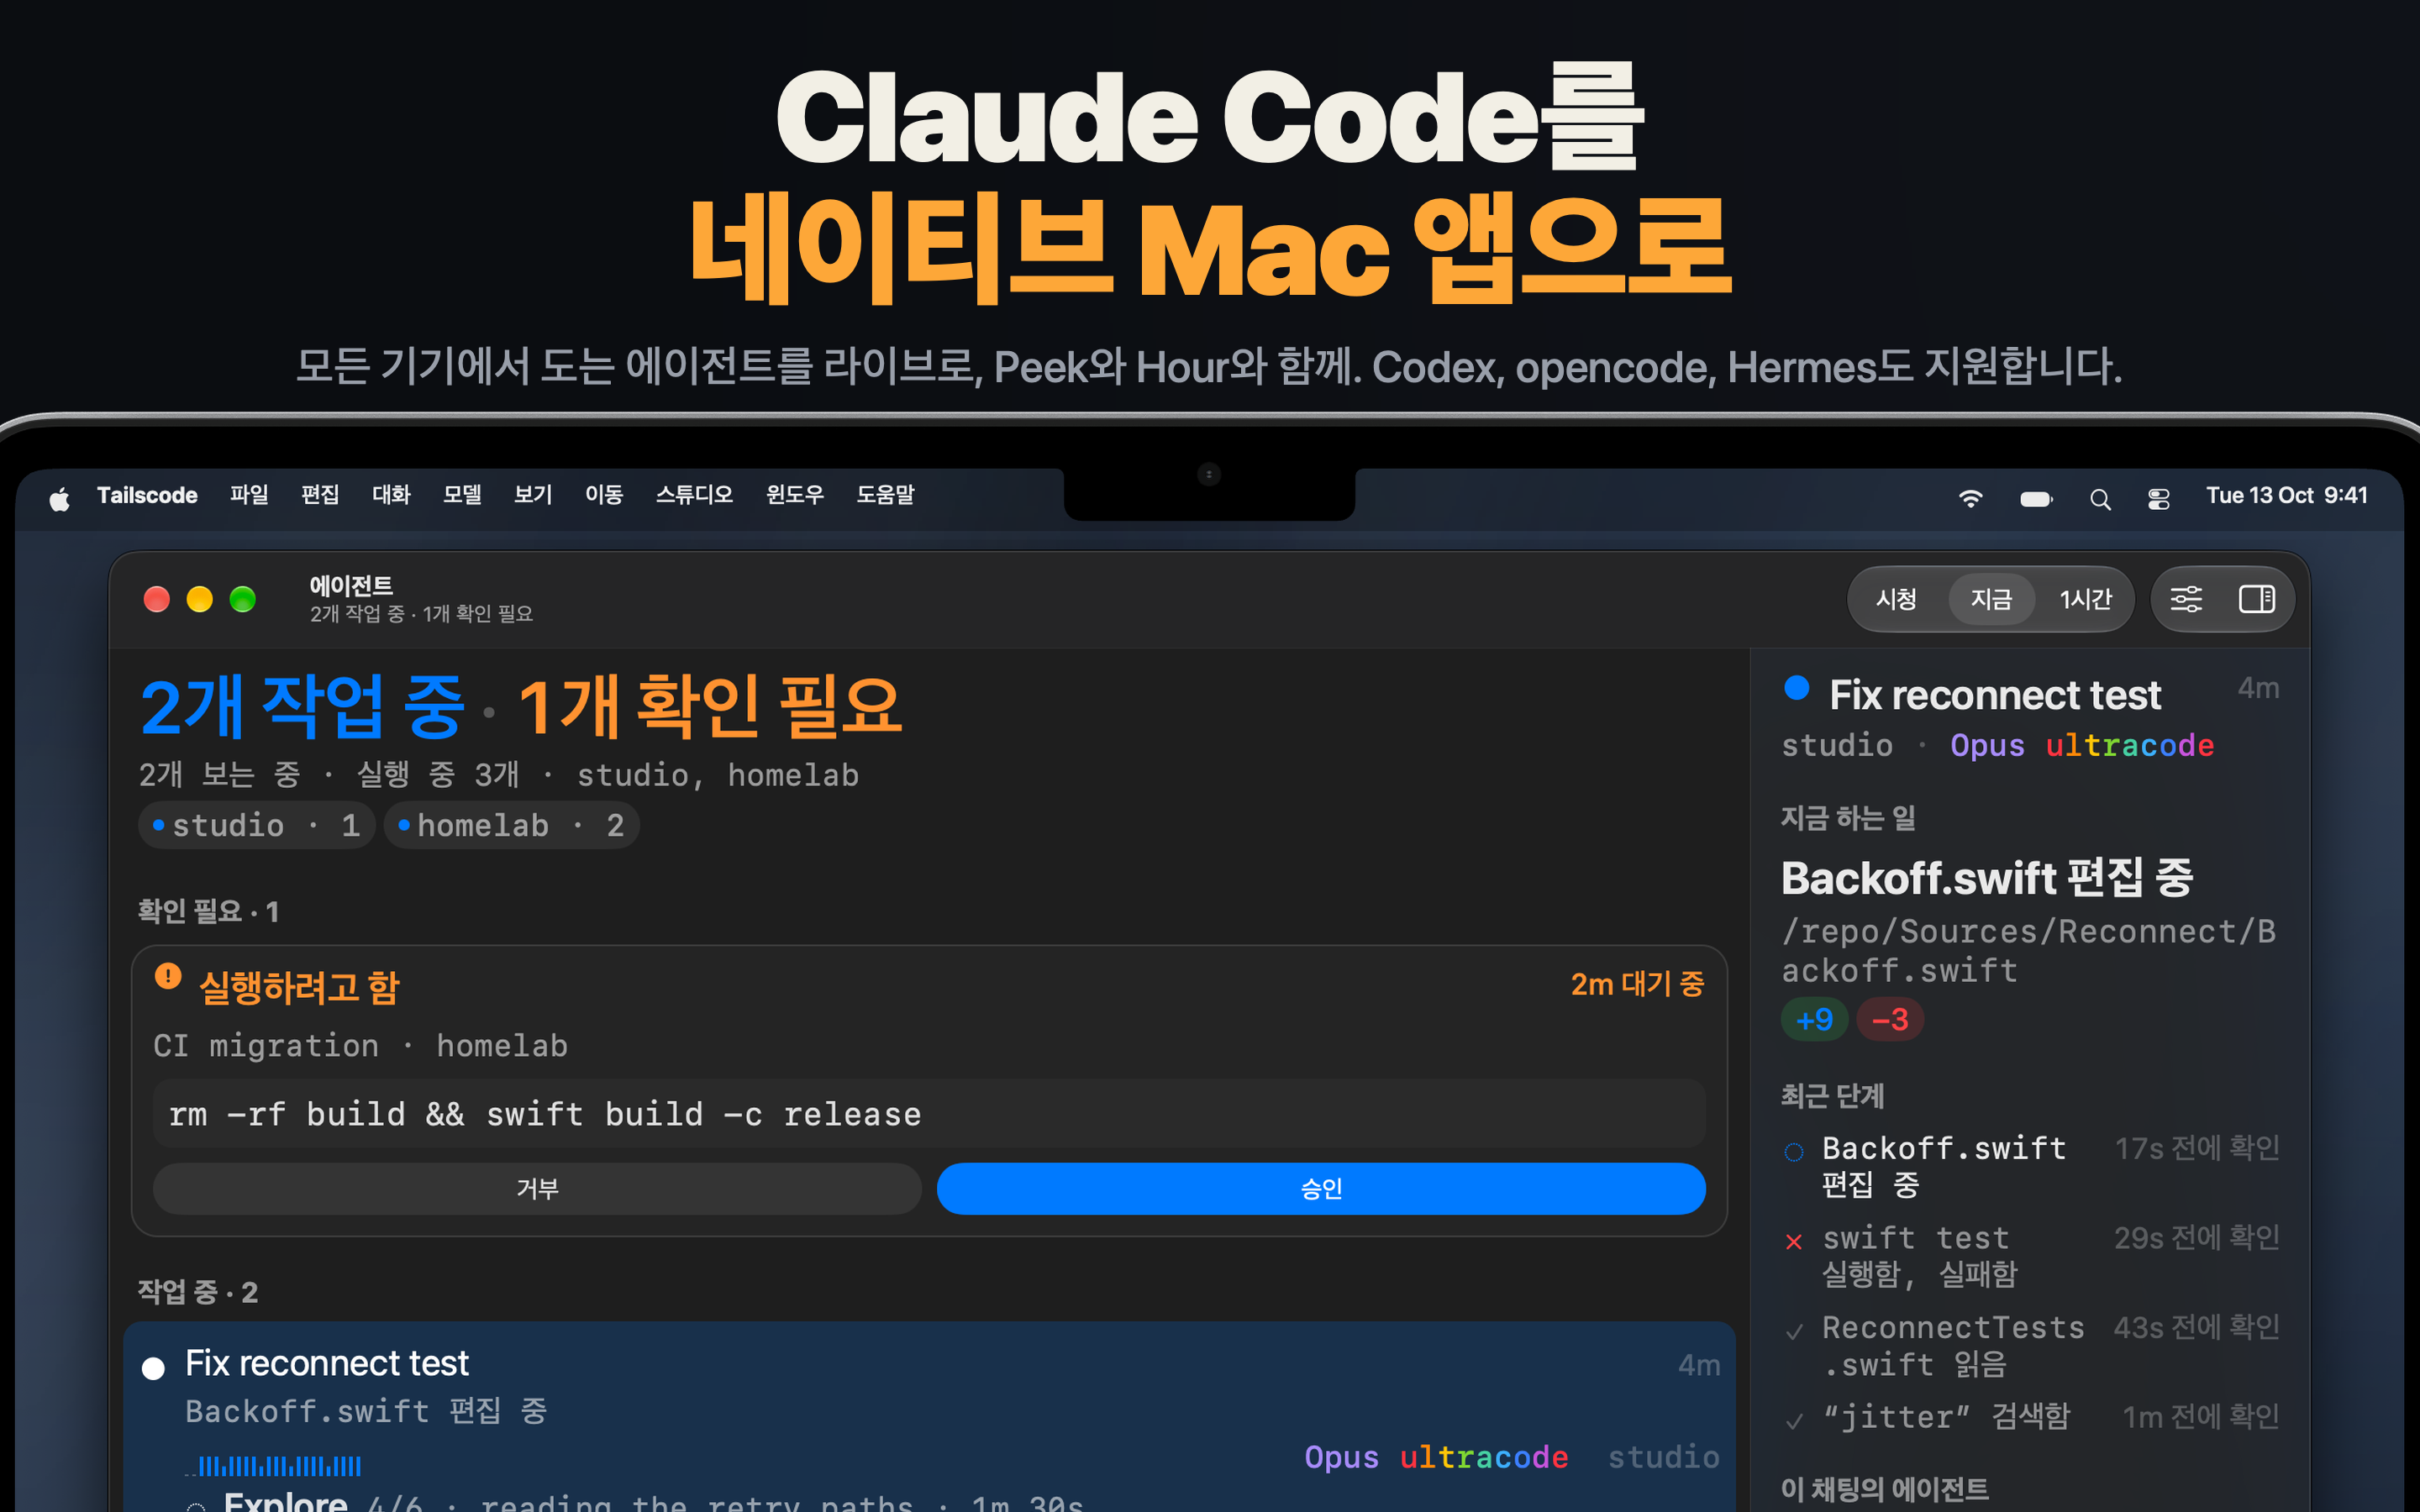 Claude Code를
네이티브 Mac 앱으로
모든 기기에서 도는 에이전트를 라이브로, Peek와 Hour와 함께. Codex, opencode, Hermes도 지원합니다.
Tailscode 파일 편집 대화 모델 보기 이동 스튜디오 윈도우 도움말 Tue 13 Oct 9:41
에이전트
2개 작업 중 · 1개 확인 필요
시청 지금 1시간
2개 작업 중 · 1개 확인 필요
2개 보는 중 · 실행 중 3개 · studio, homelab
studio · 1 homelab · 2
확인 필요 · 1
실행하려고 함 2m 대기 중
CI migration · homelab
rm -rf build && swift build -c release
거부 승인
작업 중 · 2
Fix reconnect test 4m
Backoff.swift 편집 중
Opus ultracode studio
Explore 4/6 · reading the retry paths · 1m 30s
Fix reconnect test 4m
studio · Opus ultracode
지금 하는 일
Backoff.swift 편집 중
/repo/Sources/Reconnect/B
ackoff.swift
+9 -3
최근 단계
Backoff.swift 17s 전에 확인
편집 중
swift test 29s 전에 확인
실행함, 실패함
ReconnectTests 43s 전에 확인
.swift 읽음
“jitter” 검색함 1m 전에 확인
이 채팅의 에이전트